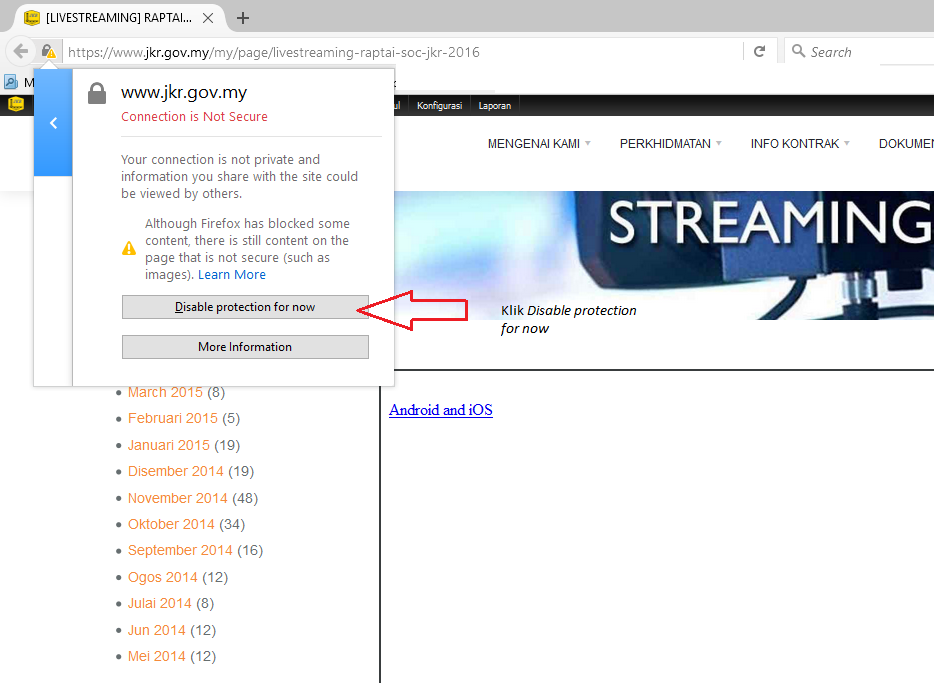 [LIVESTREAMING] RAPTAI...
https://www.jkr.gov.my/my/page/livestreaming-raptai-soc-jkr-2016
Search
M
ul Konfigurasi Laporan
www.jkr.gov.my
Connection is Not Secure
MENGENAI KAMI PERKHIDMATAN INFO KONTRAK DOKUMEN
Your connection is not private and
information you share with the site could
be viewed by others.
Although Firefox has blocked some
content, there is still content on the
page that is not secure (such as
images). Learn More
STREAMING
Disable protection for now
Klik Disable protection
for now
More Information
March 2015 (8)
Februari 2015 (5)
Januari 2015 (19)
Disember 2014 (19)
November 2014 (48)
Oktober 2014 (34)
September 2014 (16)
Ogos 2014 (12)
Julai 2014 (8)
Jun 2014 (12)
Mei 2014 (12)
Android and iOS